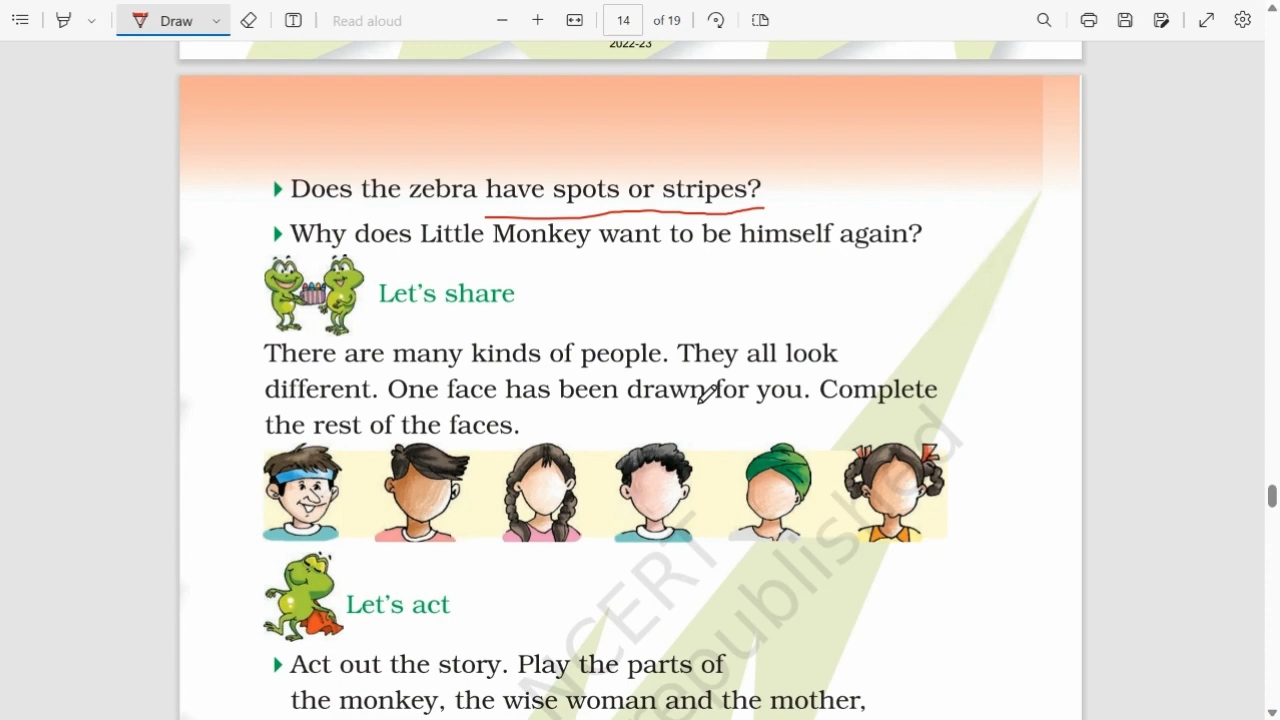 Draw
Read aloud
14 of 19
2022-23
Does the zebra have spots or stripes?
Why does Little Monkey want to be himself again?
Let's share
There are many kinds of people. They all look
different. One face has been drawn for you. Complete
the rest of the faces.
Let's act
Act out the story. Play the parts of
the monkey, the wise woman and the mother,
NCERT
republished